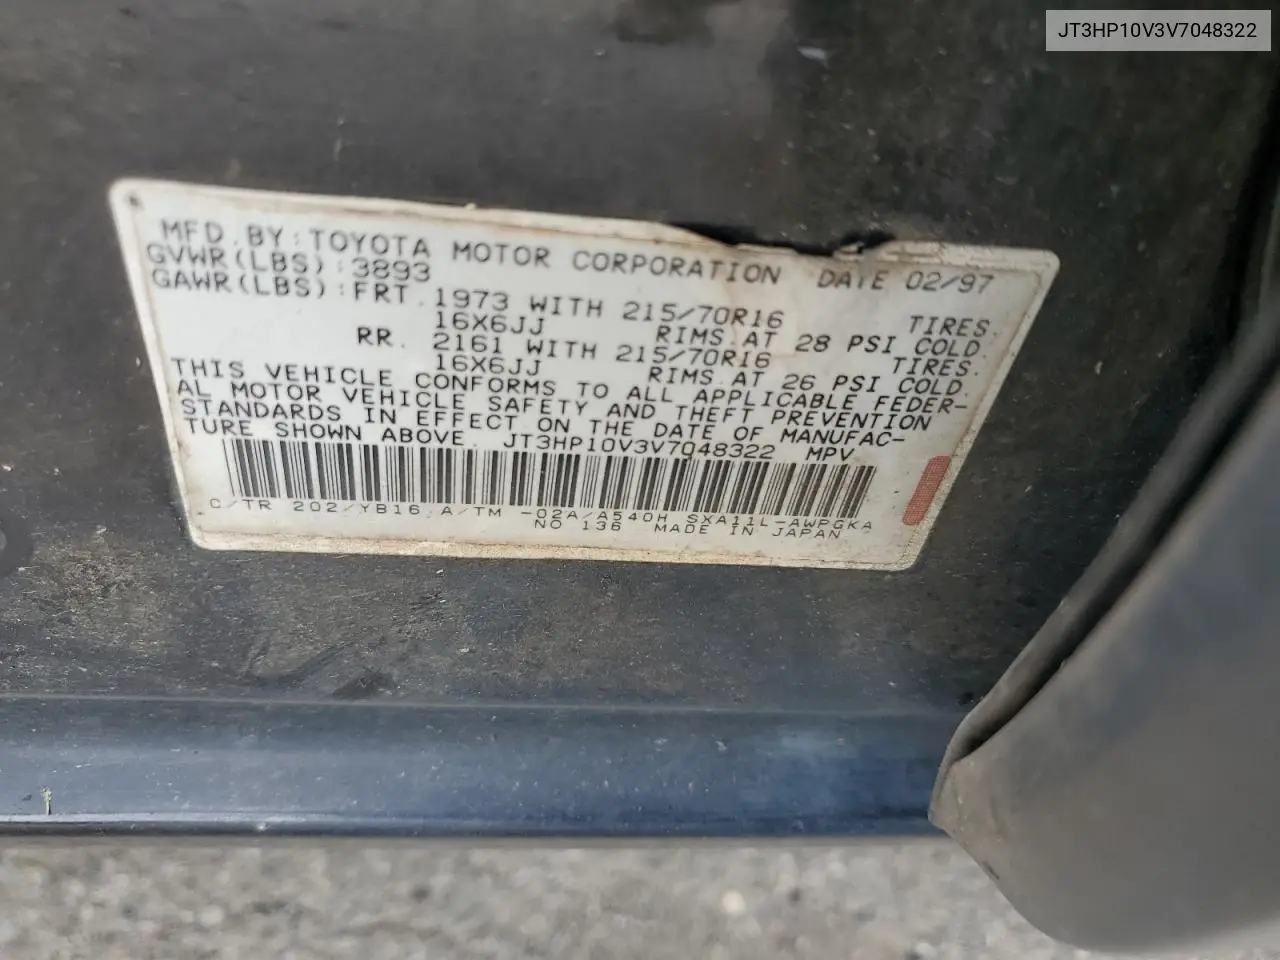 JT3HP10V3V7048322
MFD. BY: TOYOTA MOTOR CORPORATION DATE 02/97
GVWR(LBS):3893
GAWR(LBS):FRT. 1973 WITH 215/70R16 TIRES.
16X6JJ RIMS. AT 28 PSI COLD.
RR. 2161 WITH 215/70R16 TIRES.
16X6JJ RIMS. AT 26 PSI COLD.
THIS VEHICLE CONFORMS TO ALL APPLICABLE FEDER-
AL MOTOR VEHICLE SAFETY AND THEFT PREVENTION
STANDARDS IN EFFECT ON THE DATE OF MANUFAC-
TURE SHOWN ABOVE. JT3HP10V3V7048322 MPV
C/TR 202/YB16 A/TM -02A/A540H SXA11L-AWPGKA
NO 136 MADE IN JAPAN